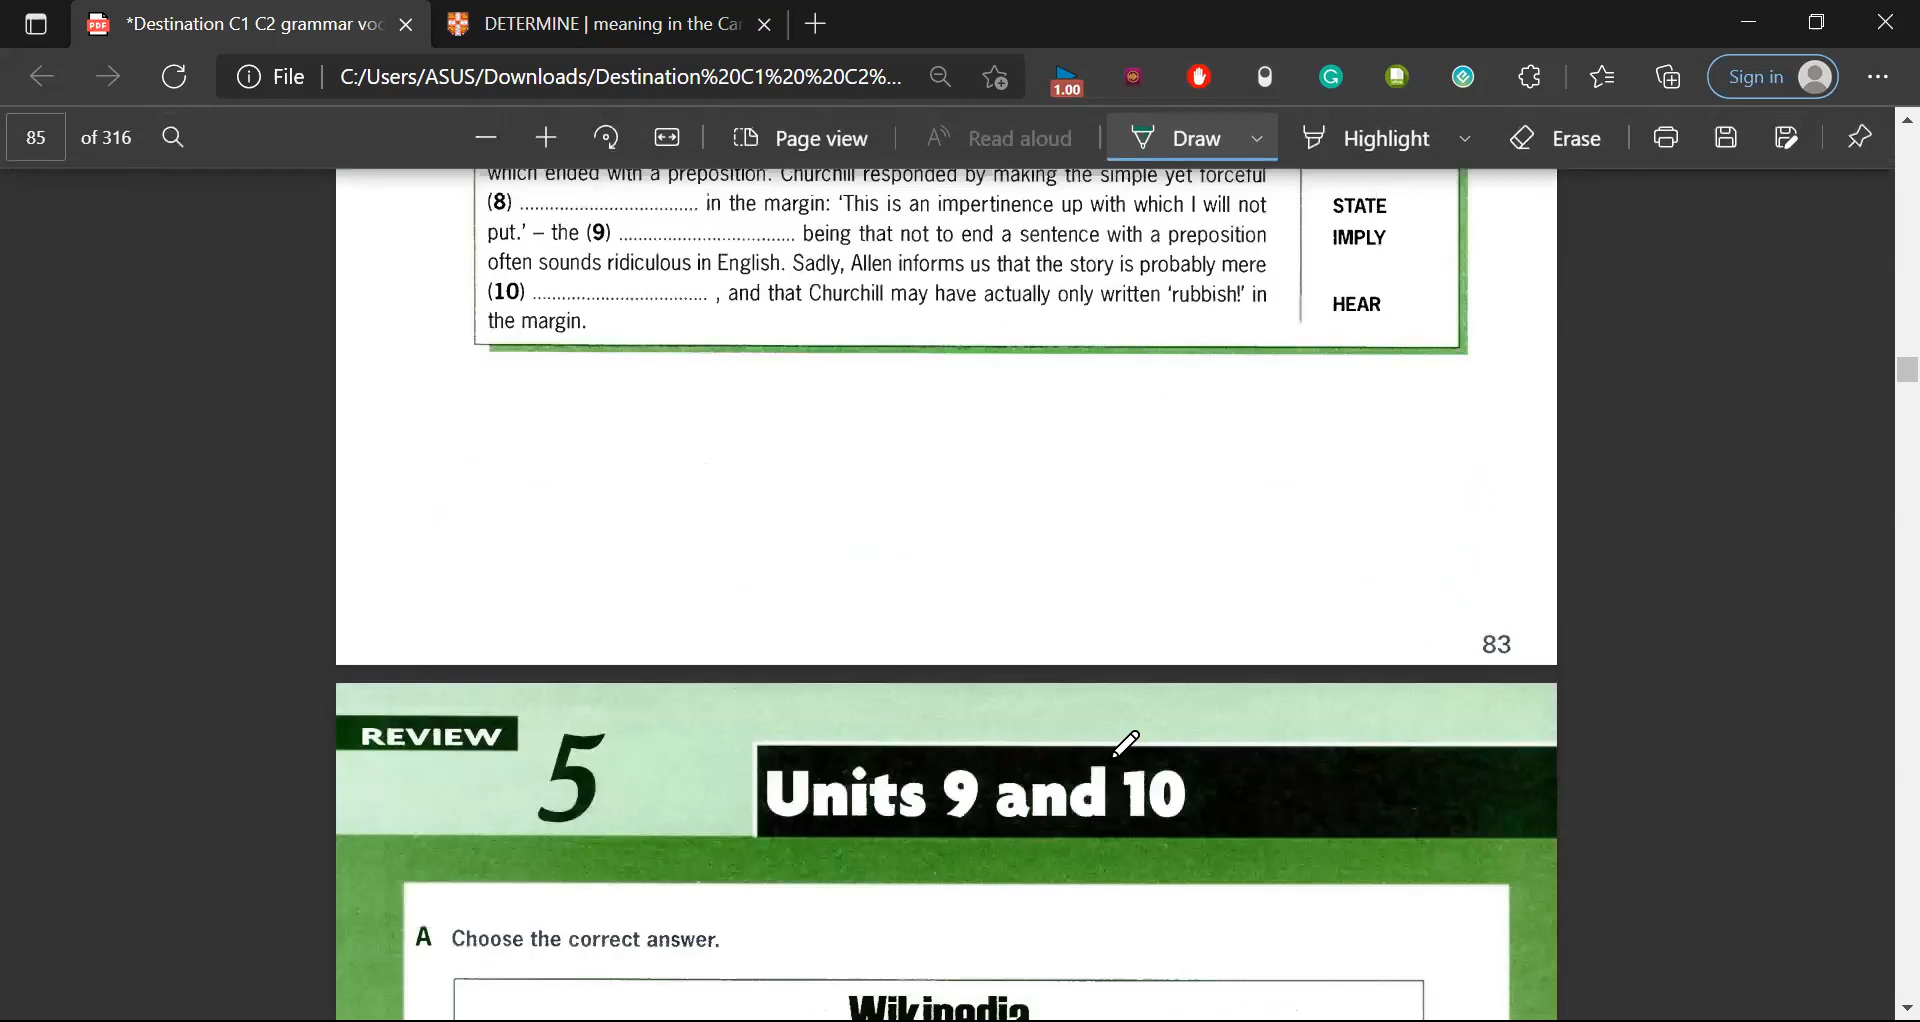 *Destination C1 C2 grammar voc
DETERMINE | meaning in the Ca
File
C:/Users/ASUS/Downloads/Destination%20C1%20%20C2%...
1.00
Sign in
85 of 316
Page view
Read aloud
Draw
Highlight
Erase
which ended with a preposition. Churchill responded by making the simple yet forceful
(8) .................................. in the margin: ‘This is an impertinence up with which I will not
STATE
put.’ – the (9) .................................. being that not to end a sentence with a preposition
IMPLY
often sounds ridiculous in English. Sadly, Allen informs us that the story is probably mere
(10) .................................. , and that Churchill may have actually only written ‘rubbish!’ in
HEAR
the margin.
83
REVIEW 5
Units 9 and 10
A Choose the correct answer.
Wikipedia